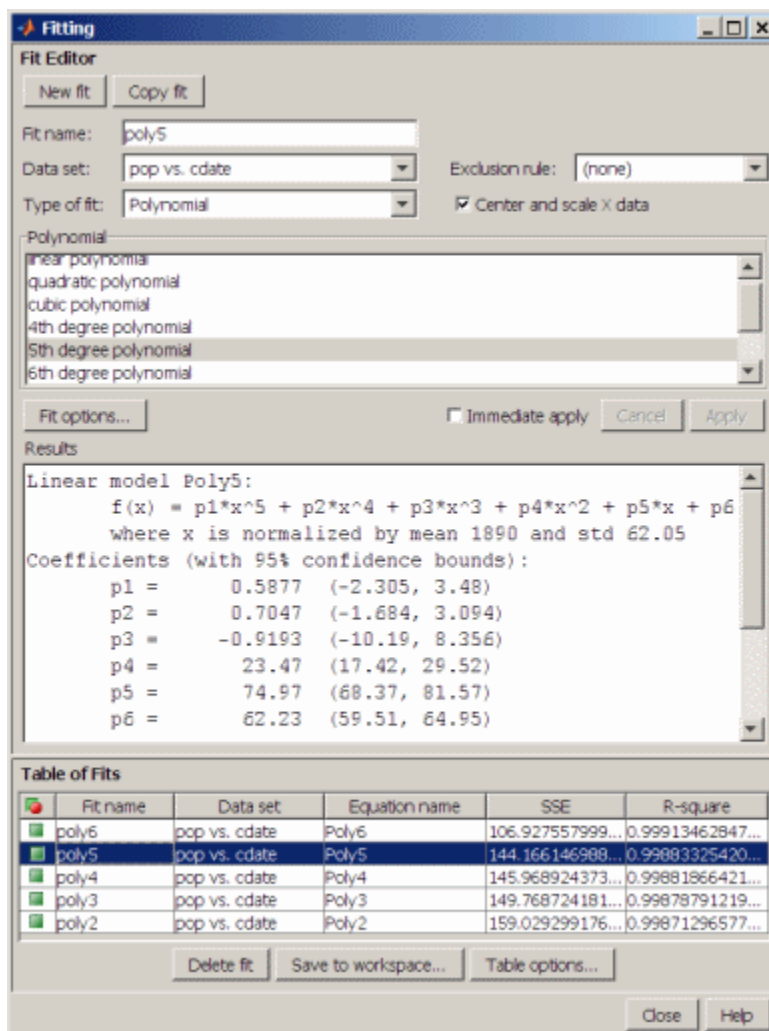 Fitting
Fit Editor
New fit Copy fit
Fit name: poly5
Data set: pop vs. cdate Exclusion rule: (none)
Type of fit: Polynomial Center and scale X data
Polynomial
linear polynomial
quadratic polynomial
cubic polynomial
4th degree polynomial
5th degree polynomial
6th degree polynomial
Fit options... Immediate apply Cancel Apply
Results
Linear model Poly5:
f(x) = p1*x^5 + p2*x^4 + p3*x^3 + p4*x^2 + p5*x + p6
where x is normalized by mean 1890 and std 62.05
Coefficients (with 95% confidence bounds):
p1 = 0.5877 (-2.305, 3.48)
p2 = 0.7047 (-1.684, 3.094)
p3 = -0.9193 (-10.19, 8.356)
p4 = 23.47 (17.42, 29.52)
p5 = 74.97 (68.37, 81.57)
p6 = 62.23 (59.51, 64.95)
Table of Fits
Fit name Data set Equation name SSE R-square
poly6 pop vs. cdate Poly6 106.927557999... 0.99913462847...
poly5 pop vs. cdate Poly5 144.166146988... 0.99883325420...
poly4 pop vs. cdate Poly4 145.968924373... 0.99881866421...
poly3 pop vs. cdate Poly3 149.768724181... 0.99878791219...
poly2 pop vs. cdate Poly2 159.029299176... 0.99871296577...
Delete fit Save to workspace... Table options...
Close Help